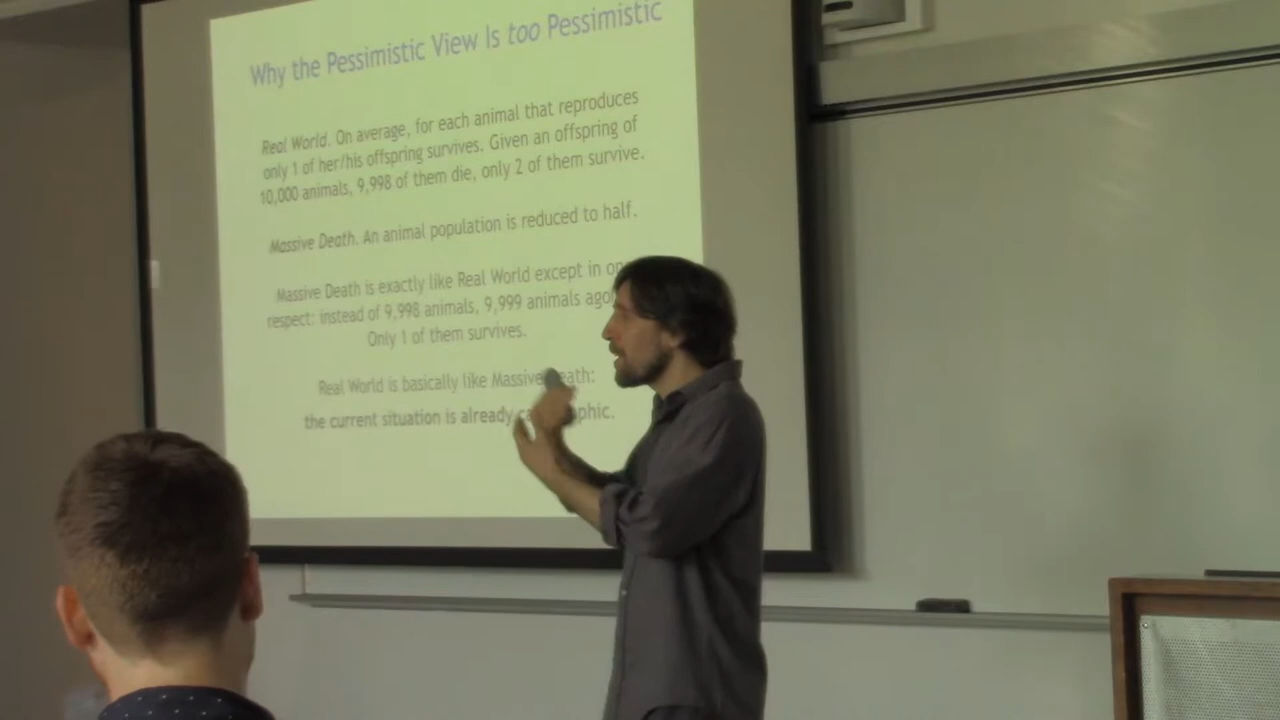 Why the Pessimistic View Is too Pessimistic
Real World. On average, for each animal that reproduces
only 1 of her/his offspring survives. Given an offspring of
10,000 animals, 9,998 of them die, only 2 of them survive.
Massive Death. An animal population is reduced to half.
Massive Death is exactly like Real World except in
respect: instead of 9,998 animals, 9,999 animals
Only 1 of them survives.
Real World is basically like Massive Death:
the current situation is already